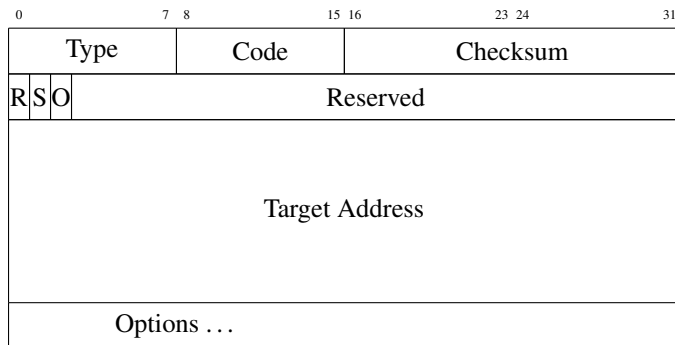 0 7 8 15 16 23 24 31
Type Code Checksum
R S O Reserved
Target Address
Options ...